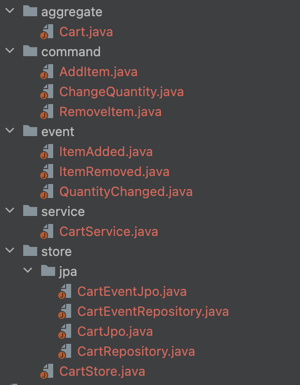 aggregate
Cart.java
command
AddItem.java
ChangeQuantity.java
RemoveItem.java
event
ItemAdded.java
ItemRemoved.java
QuantityChanged.java
service
CartService.java
store
jpa
CartEventJpo.java
CartEventRepository.java
CartJpo.java
CartRepository.java
CartStore.java